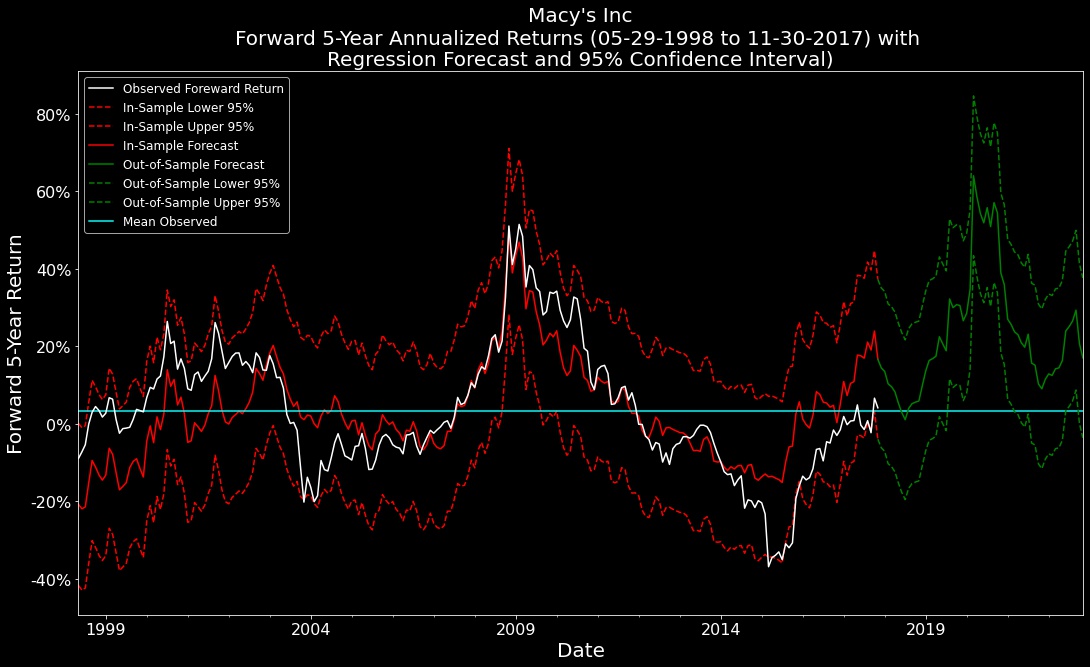 Macy's Inc
Forward 5-Year Annualized Returns (05-29-1998 to 11-30-2017) with
Regression Forecast and 95% Confidence Interval)
Observed Foreward Return
In-Sample Lower 95%
In-Sample Upper 95%
In-Sample Forecast
Out-of-Sample Forecast
Out-of-Sample Lower 95%
Out-of-Sample Upper 95%
Mean Observed
Forward 5-Year Return
80%
60%
40%
20%
0%
-20%
-40%
1999 2004 2009 2014 2019
Date